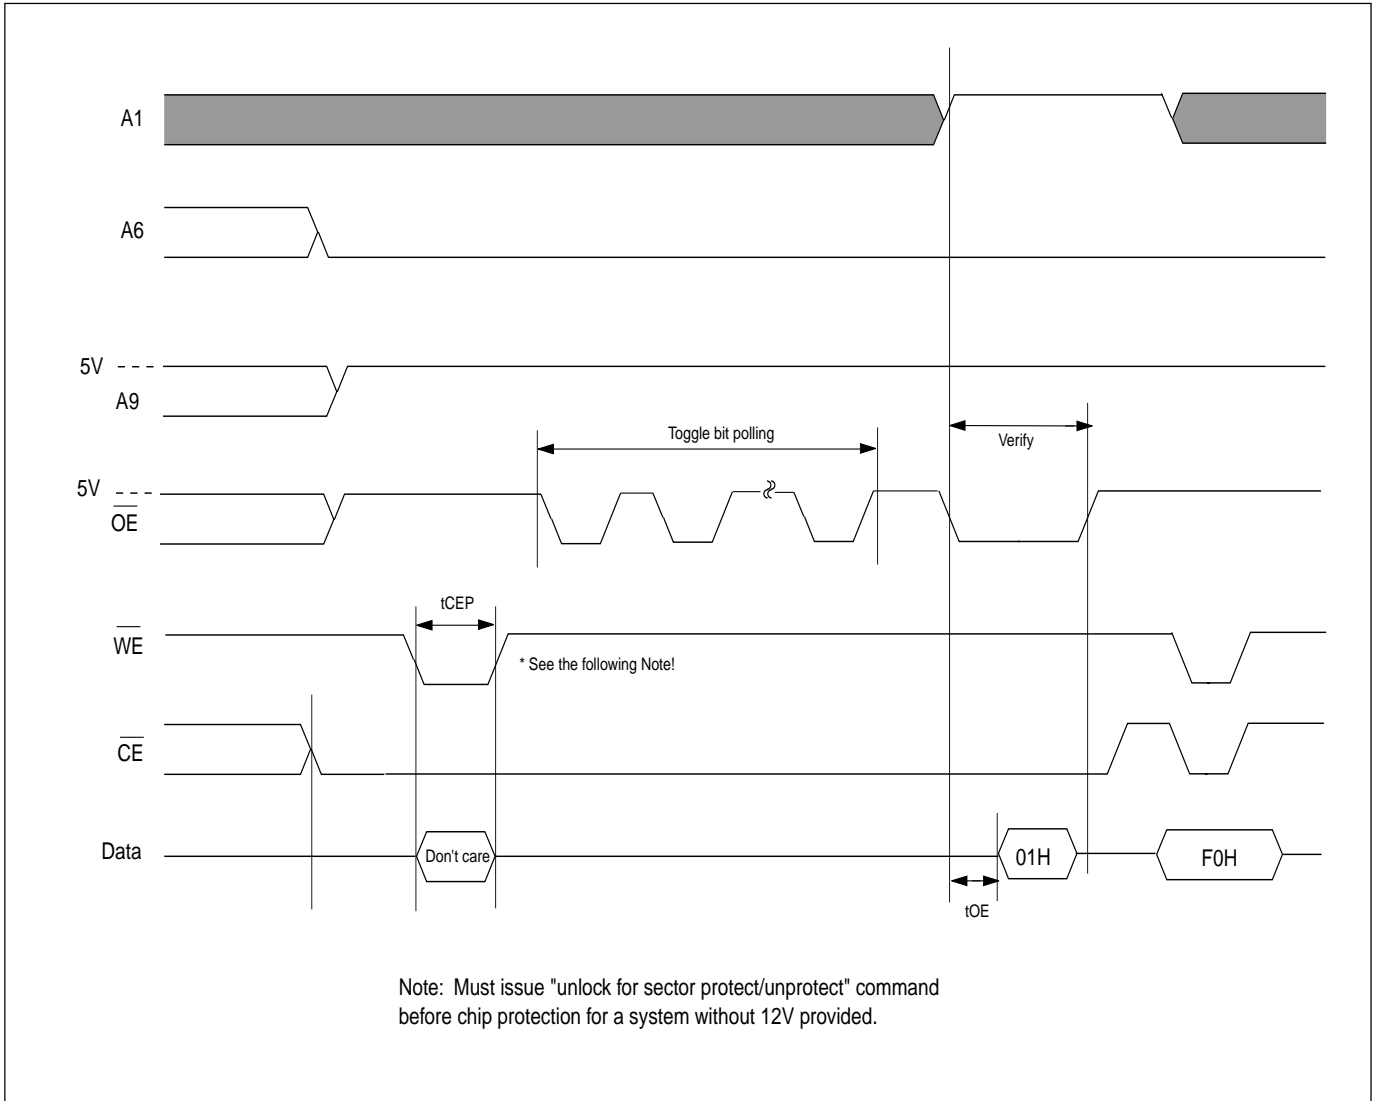 A1
A6
5V
A9
Toggle bit polling
Verify
5V
OE
tCEP
WE
* See the following Note!
CE
Data
Don't care
01H
F0H
tOE
Note: Must issue "unlock for sector protect/unprotect" command
before chip protection for a system without 12V provided.